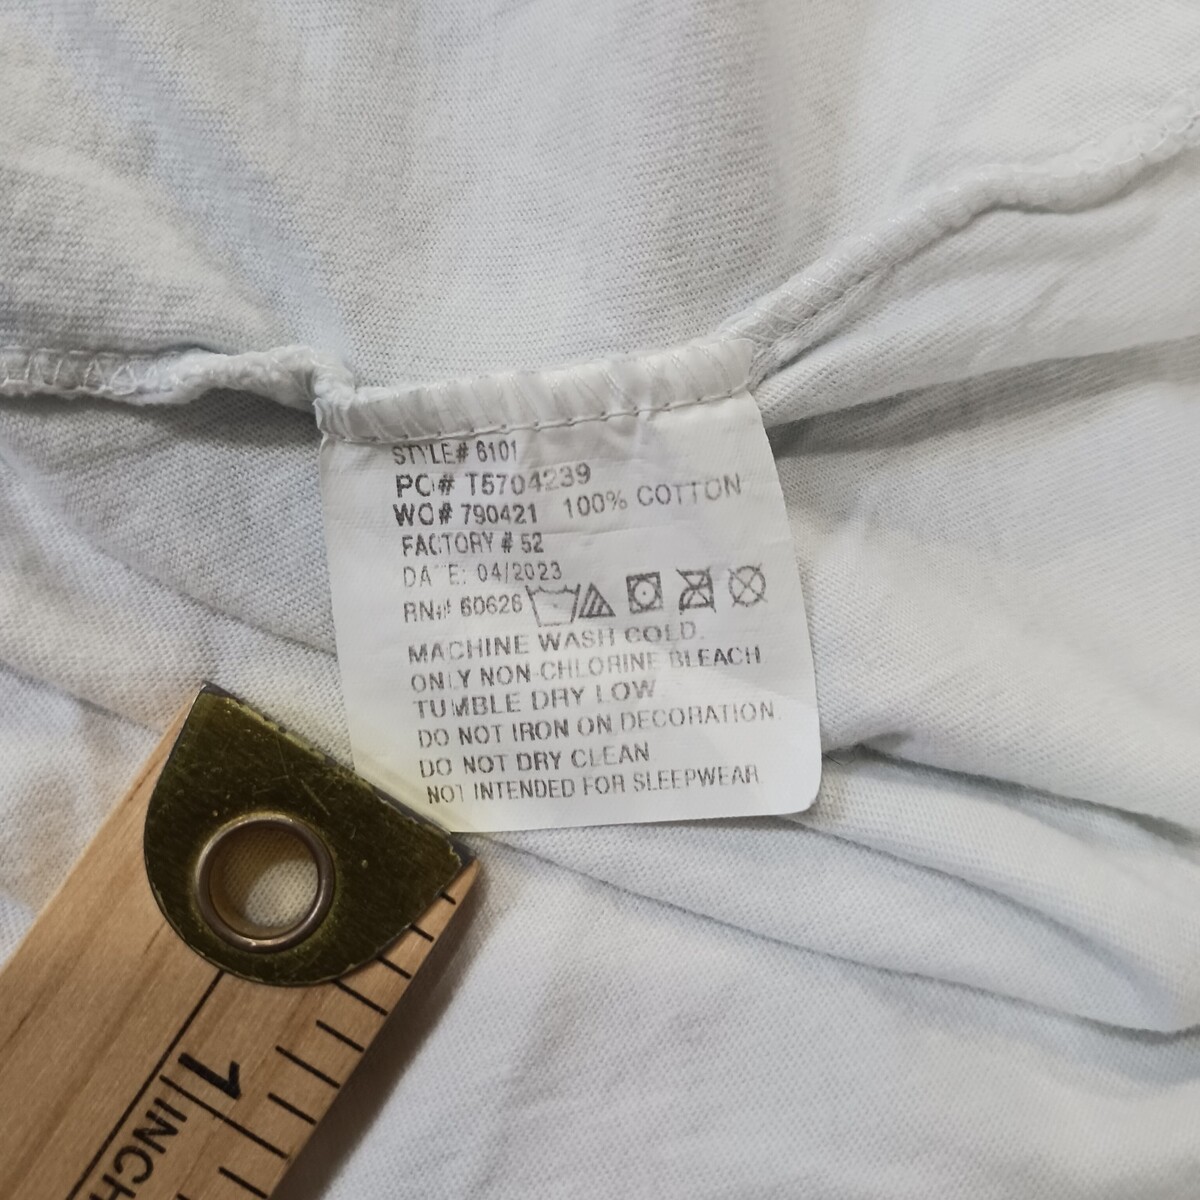 STYLE# 6101
PO# T5704239
WO# 790421 100% COTTON
FACTORY # 52
DATE: 04/2023
RN# 60626
MACHINE WASH COLD.
ONLY NON-CHLORINE BLEACH
TUMBLE DRY LOW
DO NOT IRON ON DECORATION.
DO NOT DRY CLEAN
NOT INTENDED FOR SLEEPWEAR
1
INCH